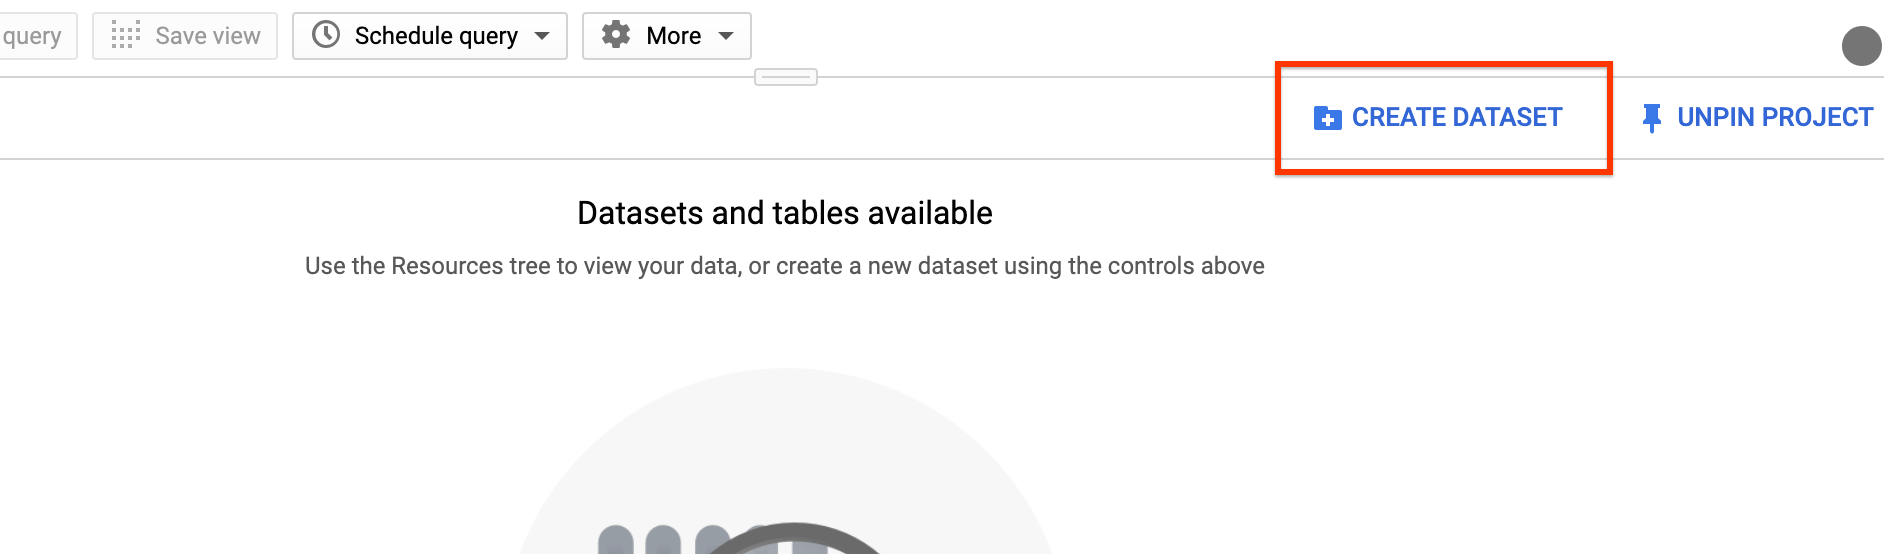 query
Save view
Schedule query
More
CREATE DATASET
UNPIN PROJECT
Datasets and tables available
Use the Resources tree to view your data, or create a new dataset using the controls above